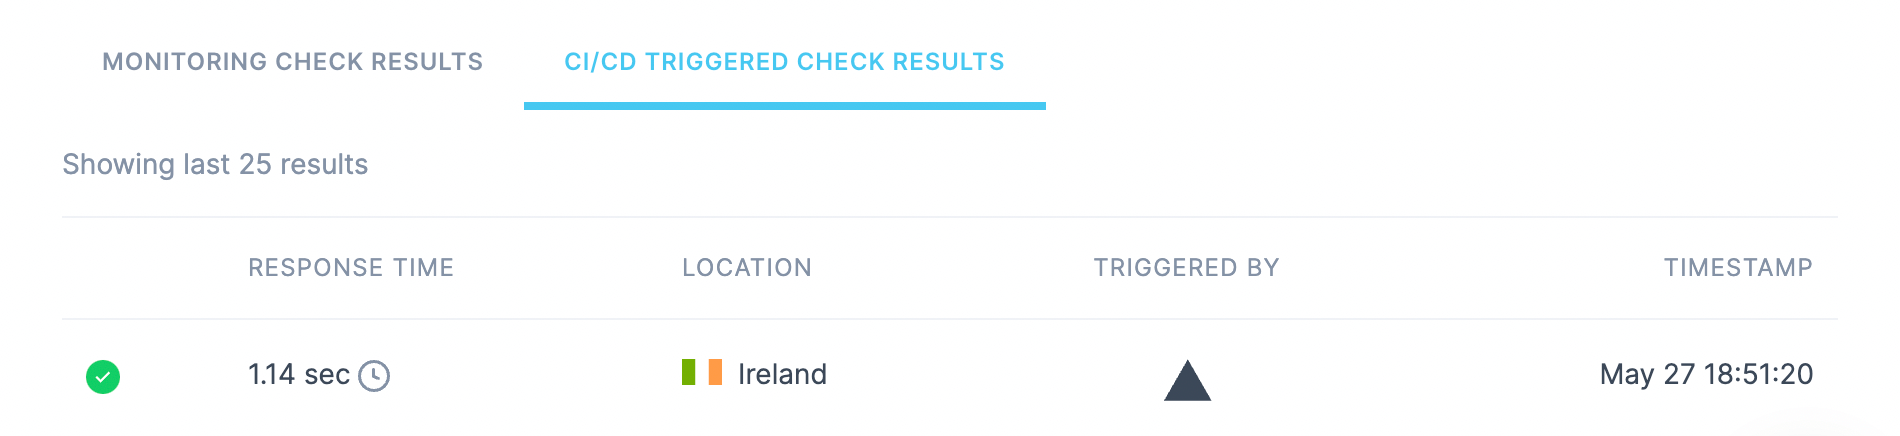 MONITORING CHECK RESULTS CI/CD TRIGGERED CHECK RESULTS
Showing last 25 results
RESPONSE TIME LOCATION TRIGGERED BY TIMESTAMP
1.14 sec Ireland May 27 18:51:20